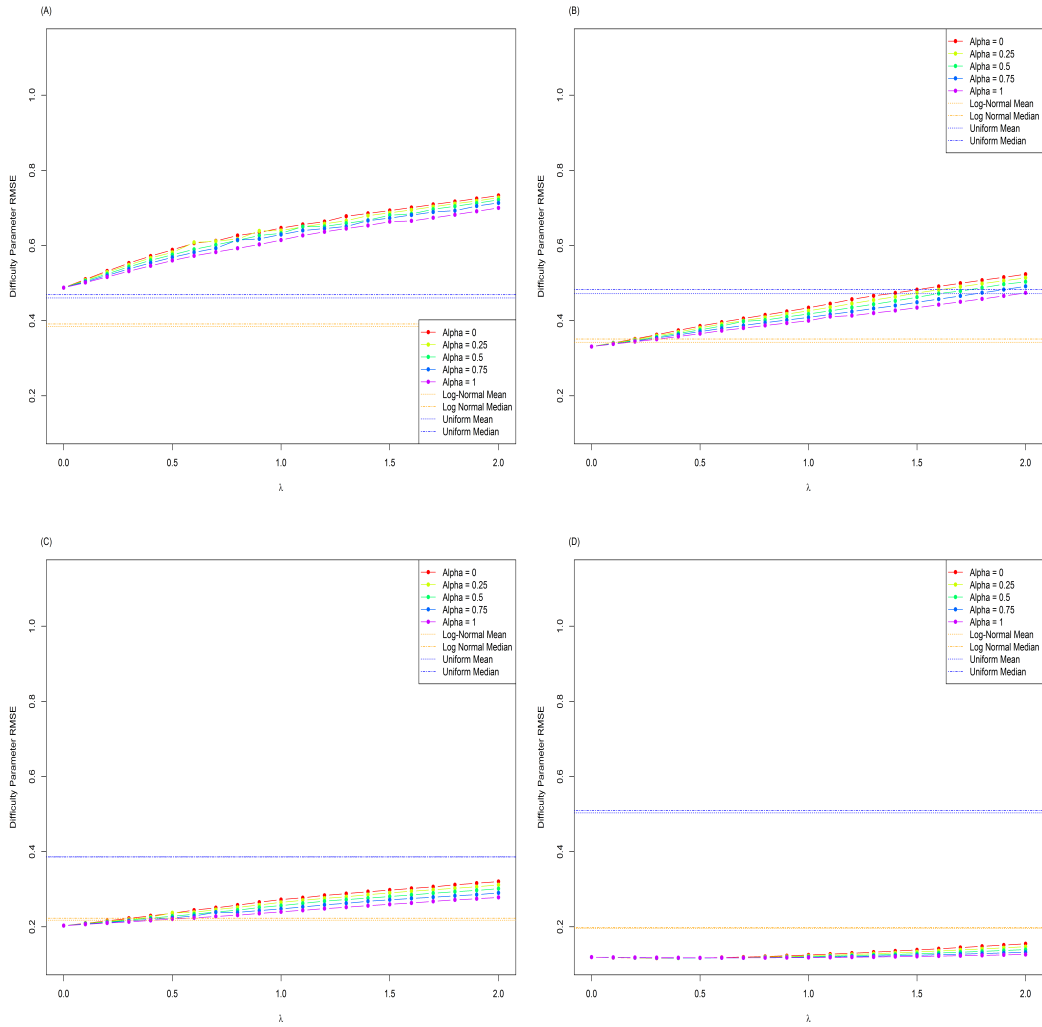 (A)
Difficulty Parameter RMSE
1.0
0.8
0.6
0.4
0.2
0.0
0.5
1.0
1.5
2.0
λ
Alpha = 0
Alpha = 0.25
Alpha = 0.5
Alpha = 0.75
Alpha = 1
Log-Normal Mean
Log Normal Median
Uniform Mean
Uniform Median
(B)
Difficulty Parameter RMSE
1.0
0.8
0.6
0.4
0.2
0.0
0.5
1.0
1.5
2.0
λ
Alpha = 0
Alpha = 0.25
Alpha = 0.5
Alpha = 0.75
Alpha = 1
Log-Normal Mean
Log Normal Median
Uniform Mean
Uniform Median
(C)
Difficulty Parameter RMSE
1.0
0.8
0.6
0.4
0.2
0.0
0.5
1.0
1.5
2.0
λ
Alpha = 0
Alpha = 0.25
Alpha = 0.5
Alpha = 0.75
Alpha = 1
Log-Normal Mean
Log Normal Median
Uniform Mean
Uniform Median
(D)
Difficulty Parameter RMSE
1.0
0.8
0.6
0.4
0.2
0.0
0.5
1.0
1.5
2.0
λ
Alpha = 0
Alpha = 0.25
Alpha = 0.5
Alpha = 0.75
Alpha = 1
Log-Normal Mean
Log Normal Median
Uniform Mean
Uniform Median